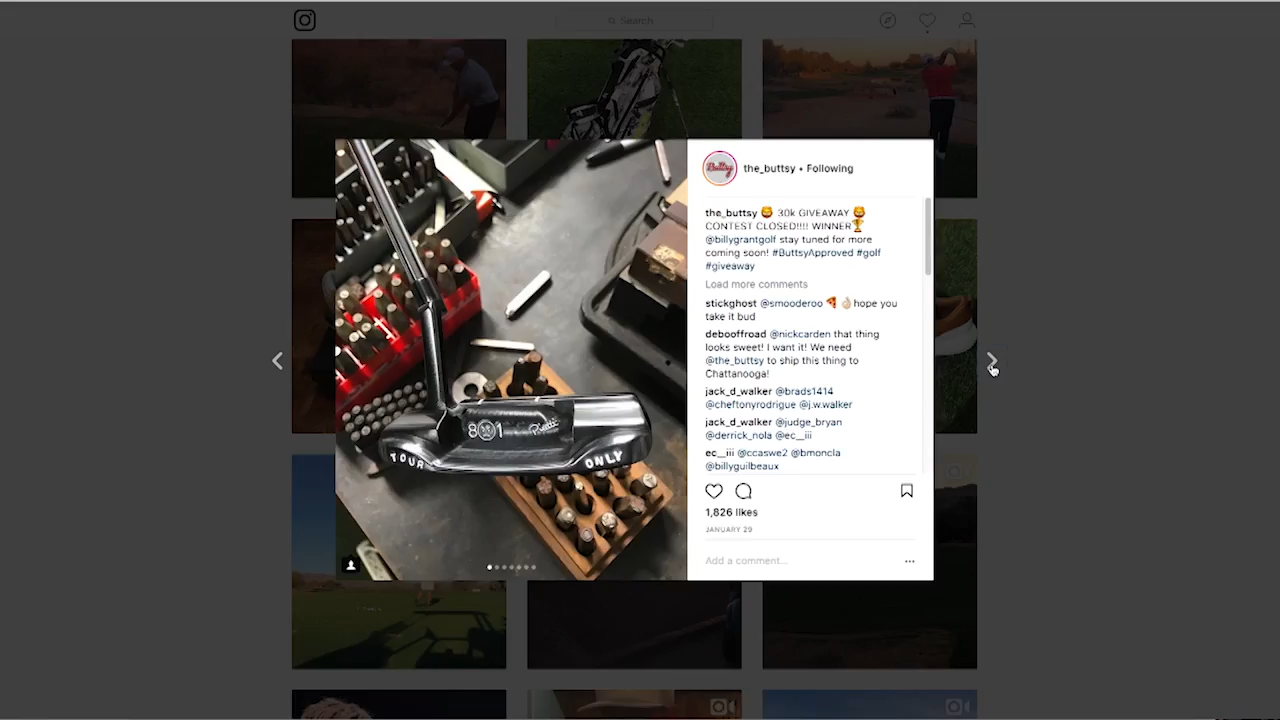 Search
Buttsy
the_buttsy • Following
the_buttsy 🦁 30k GIVEAWAY 🦁
CONTEST CLOSED!!!! WINNER🏆
@billygrantgolf stay tuned for more
coming soon! #ButtsyApproved #golf
#giveaway
Load more comments
stickghost @smooderoo 🍕👌🏼hope you
take it bud
debooffroad @nickcarden that thing
looks sweet! I want it! We need
@the_buttsy to ship this thing to
Chattanooga!
jack_d_walker @brads1414
@cheftonyrodrigue @j.w.walker
jack_d_walker @judge_bryan
@derrick_nola @ec__iii
ec__iii @ccaswe2 @bmoncla
@billyguilbeaux
801
TOUR ONLY
1,826 likes
JANUARY 29
Add a comment...